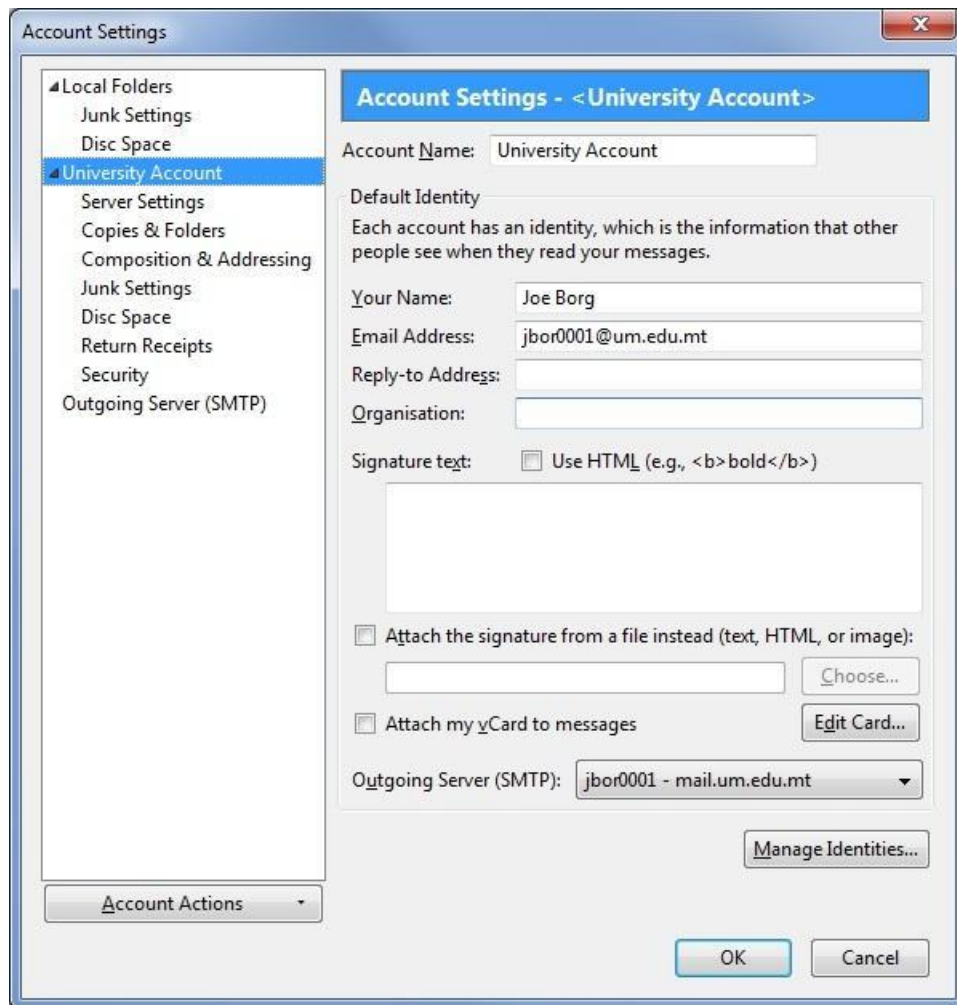 Account Settings
Local Folders
Junk Settings
Disc Space
University Account
Server Settings
Copies & Folders
Composition & Addressing
Junk Settings
Disc Space
Return Receipts
Security
Outgoing Server (SMTP)
Account Actions
Account Settings - <University Account>
Account Name: University Account
Default Identity
Each account has an identity, which is the information that other
people see when they read your messages.
Your Name: Joe Borg
Email Address: jbor0001@um.edu.mt
Reply-to Address:
Organisation:
Signature text: Use HTML (e.g., <b>bold</b>)
Attach the signature from a file instead (text, HTML, or image):
Choose...
Attach my vCard to messages Edit Card...
Outgoing Server (SMTP): jbor0001 - mail.um.edu.mt
Manage Identities...
OK Cancel